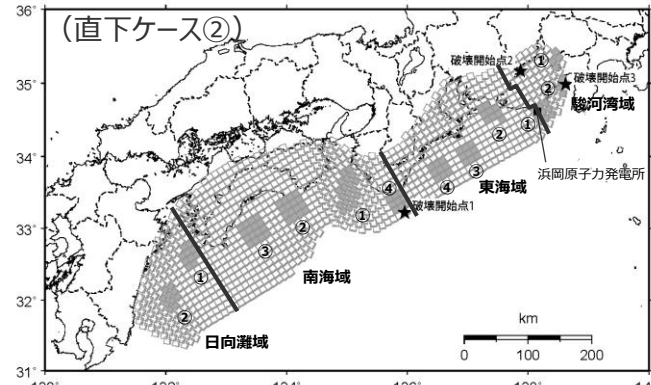 （直下ケース②）
36°
35°
34°
33°
32°
31°
破壊開始点2
①
破壊開始点3
②
駿河湾域
①
②
浜岡原子力発電所
③
④
東海域
④
①
破壊開始点1
②
③
南海域
①
②
日向灘域
km
0 100 200